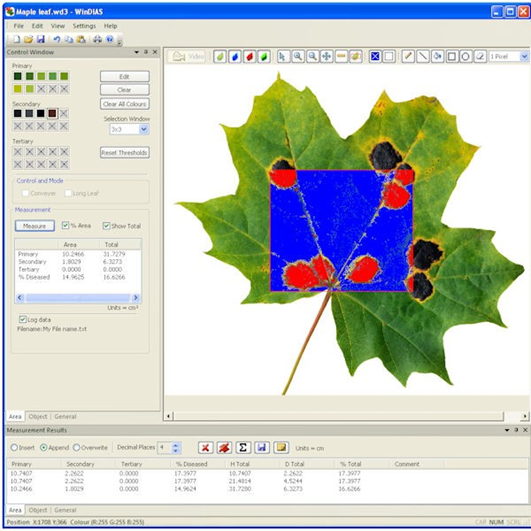 Maple leaf.wd3 - WinDIAS
File Edit View Settings Help
Control Window
Video
1 Pixel
Primary
Edit
Clear
Secondary
Clear All Colours
Selection Window
3x3
Tertiary
Reset Thresholds
Control and Mode
Conveyer Long Leaf
Measurement
Measure % Area Show Total
Area Total
Primary 10.2466 31.7279
Secondary 1.8029 6.3273
Tertiary 0.0000 0.0000
% Diseased 14.9625 16.6266
Units = cm²
Log data
Filename: My File name.txt
Area Object General
Measurement Results
Insert Append Overwrite Decimal Places 4 Units = cm
Primary Secondary Tertiary % Diseased H Total D Total % Total Comment
10.7407 2.2622 0.0000 17.3977 10.7407 2.2622 17.3977
10.7407 2.2622 0.0000 17.3977 21.4814 4.5244 17.3977
10.2466 1.8029 0.0000 14.9624 31.7280 6.3273 16.6266
Area Object General
Position X:1708 Y:366 Colour (R:255 G:255 B:255)
CAP NUM SCRL